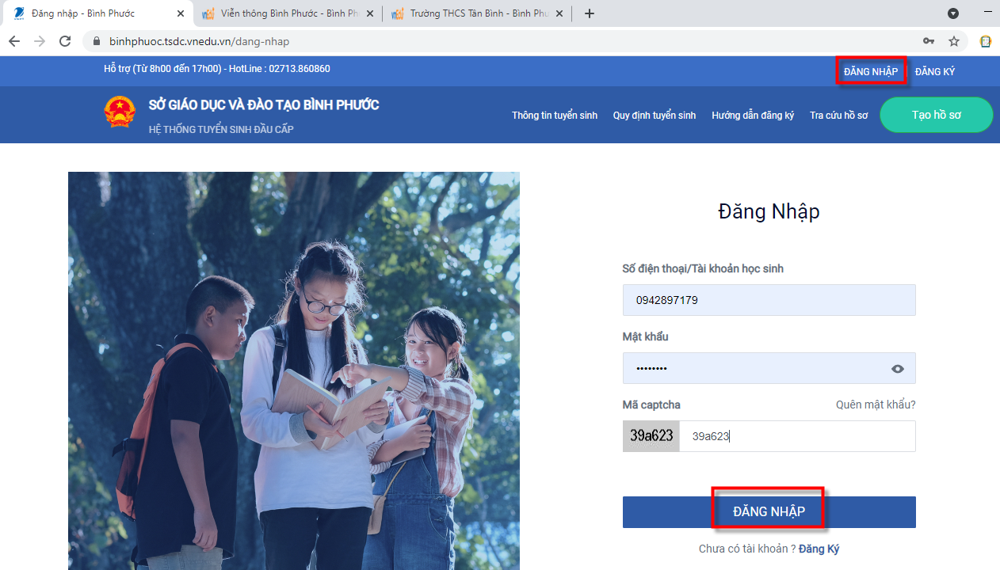 Đăng nhập - Bình Phước
Viễn thông Bình Phước - Bình Ph
Trường THCS Tân Bình - Bình Phu
binhphuoc.tsdc.vnedu.vn/dang-nhap
Hỗ trợ (Từ 8h00 đến 17h00) - HotLine : 02713.860860
ĐĂNG NHẬP
ĐĂNG KÝ
SỞ GIÁO DỤC VÀ ĐÀO TẠO BÌNH PHƯỚC
HỆ THỐNG TUYỂN SINH ĐẦU CẤP
Thông tin tuyển sinh
Quy định tuyển sinh
Hướng dẫn đăng ký
Tra cứu hồ sơ
Tạo hồ sơ
Đăng Nhập
Số điện thoại/Tài khoản học sinh
0942897179
Mật khẩu
••••••••
Mã captcha
Quên mật khẩu?
39a623
39a623
ĐĂNG NHẬP
Chưa có tài khoản ? Đăng Ký